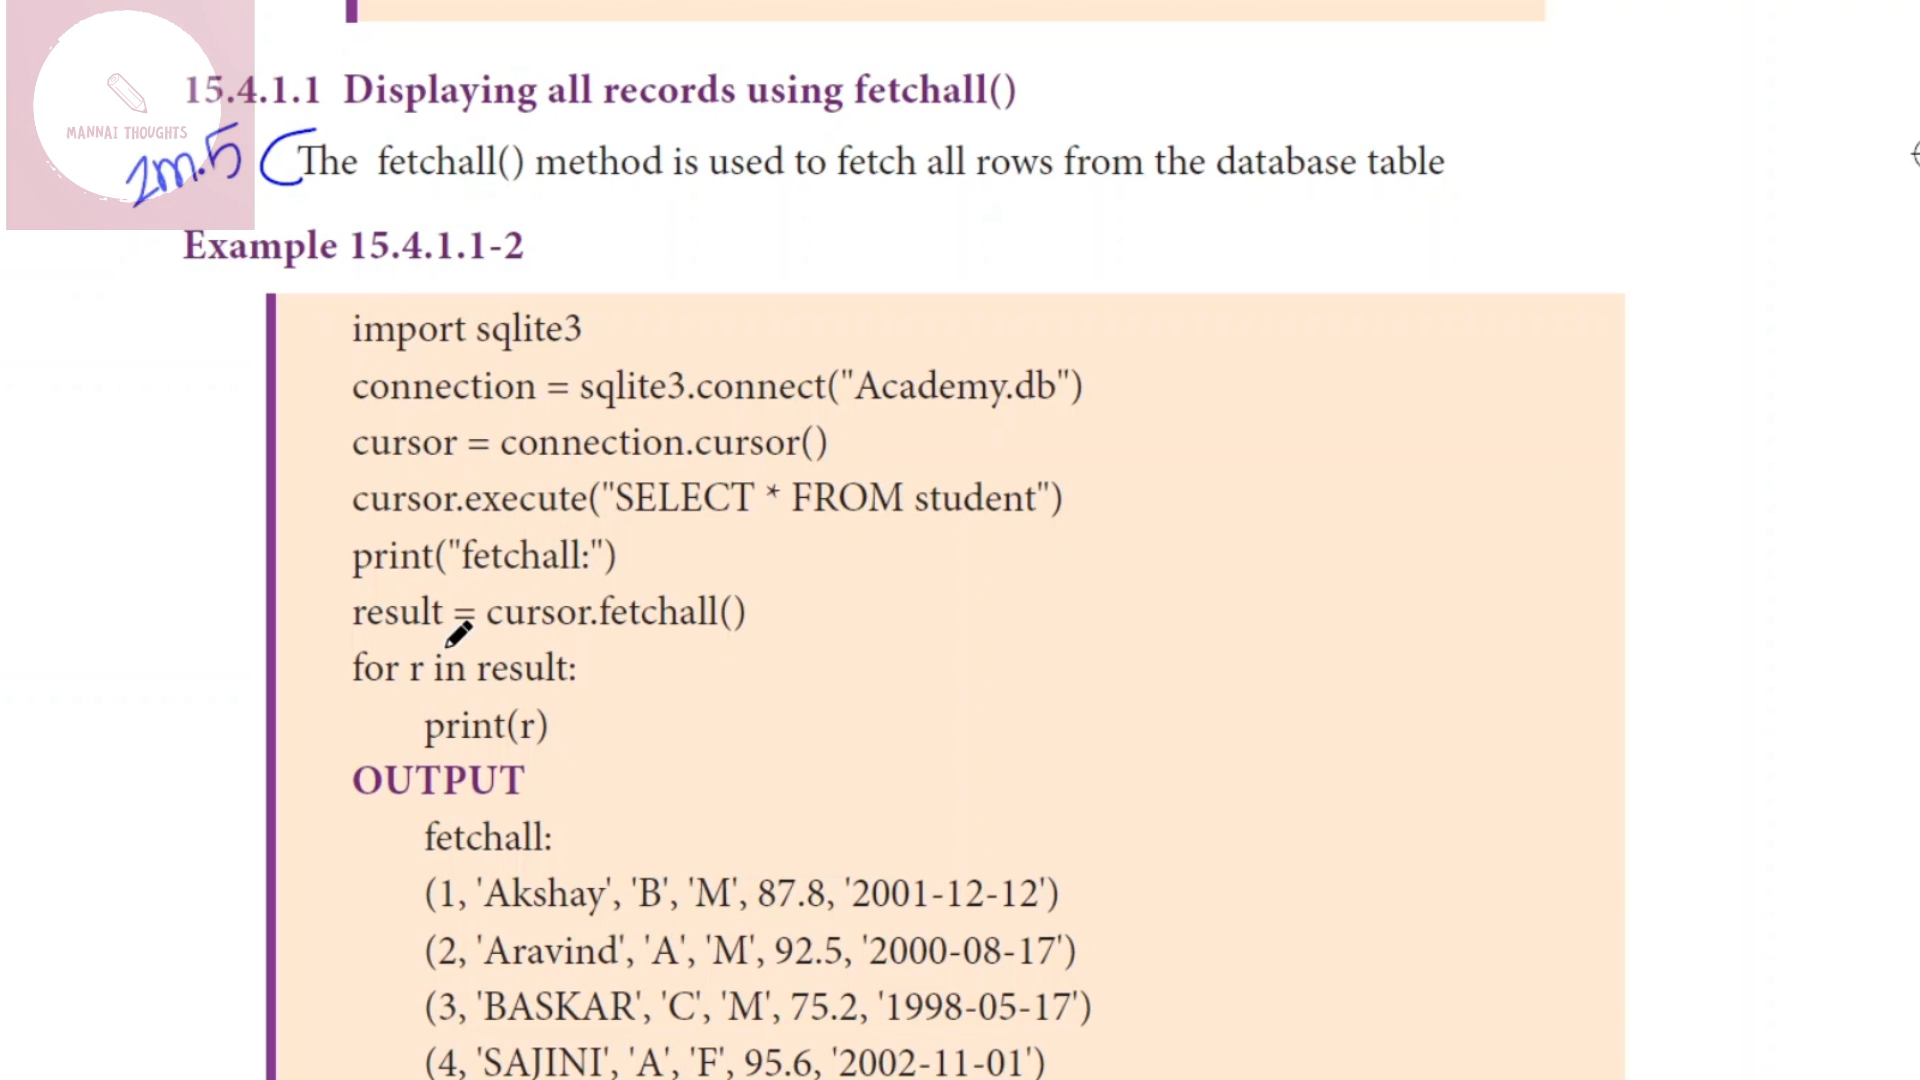 15.4.1.1 Displaying all records using fetchall()
MANNAI THOUGHTS
2m.5
The fetchall() method is used to fetch all rows from the database table
Example 15.4.1.1-2
import sqlite3
connection = sqlite3.connect("Academy.db")
cursor = connection.cursor()
cursor.execute("SELECT * FROM student")
print("fetchall:")
result = cursor.fetchall()
for r in result:
print(r)
OUTPUT
fetchall:
(1, 'Akshay', 'B', 'M', 87.8, '2001-12-12')
(2, 'Aravind', 'A', 'M', 92.5, '2000-08-17')
(3, 'BASKAR', 'C', 'M', 75.2, '1998-05-17')
(4, 'SAJINI', 'A', 'F', 95.6, '2002-11-01')